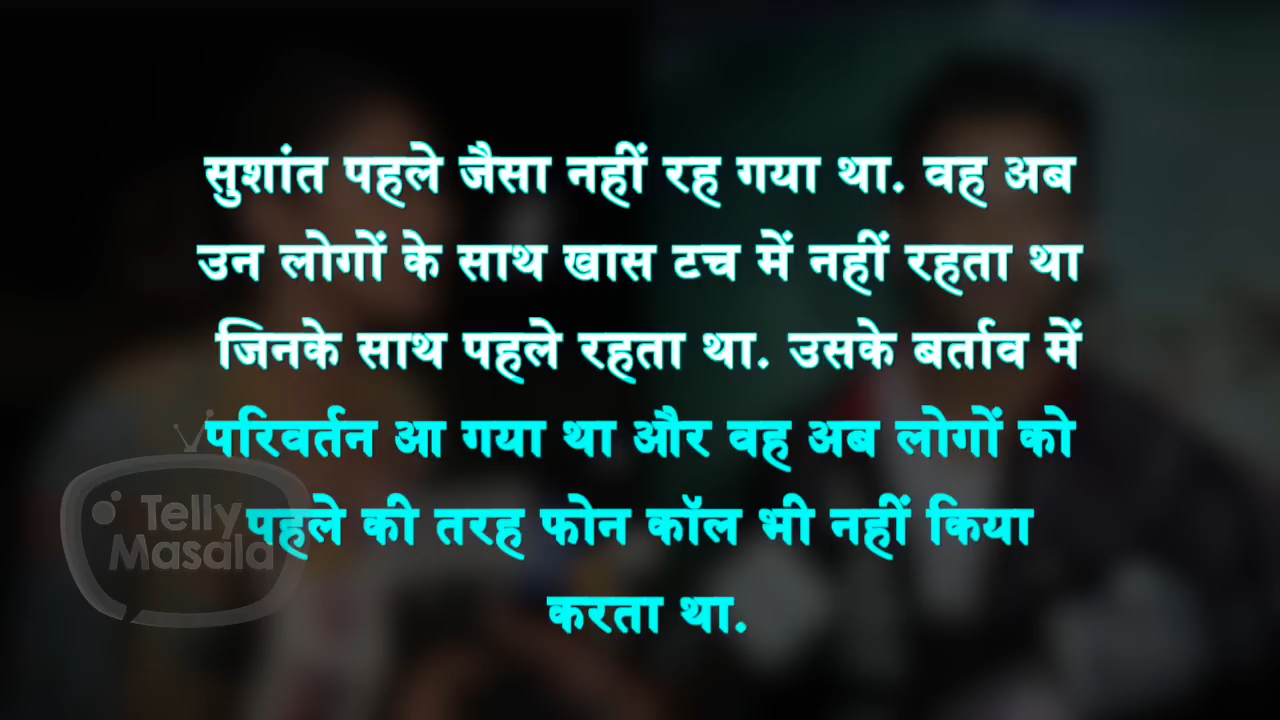 सुशांत पहले जैसा नहीं रह गया था. वह अब
उन लोगों के साथ खास टच में नहीं रहता था
जिनके साथ पहले रहता था. उसके बर्ताव में
परिवर्तन आ गया था और वह अब लोगों को
पहले की तरह फोन कॉल भी नहीं किया
करता था.
Telly
Masala